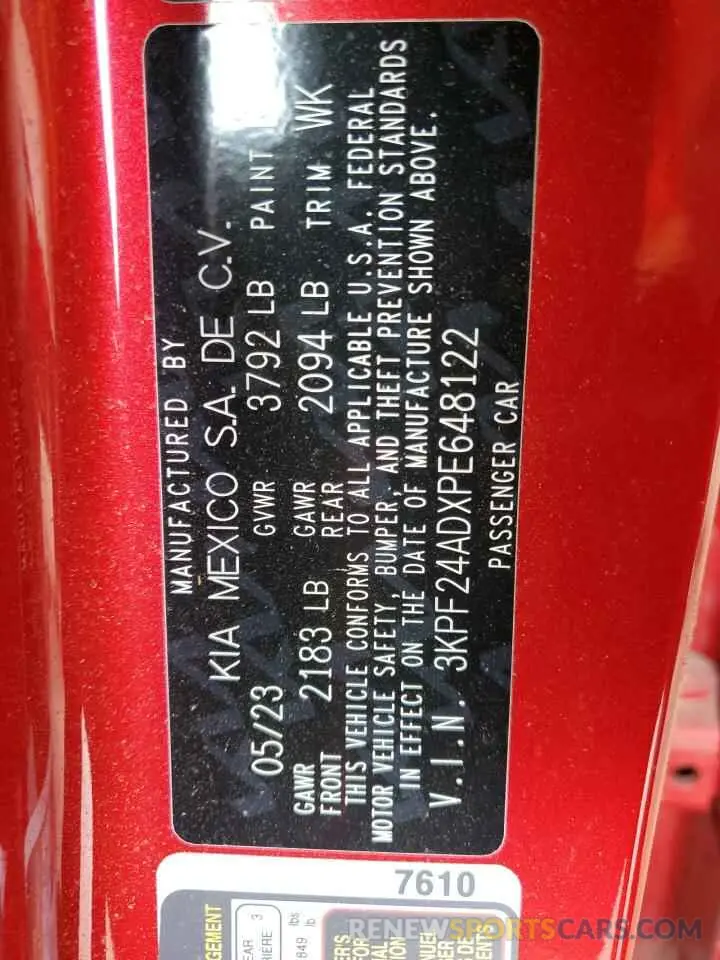 MANUFACTURED BY
KIA MEXICO S.A. DE C.V.
05/23 GVWR 3792 LB PAINT
GAWR FRONT 2183 LB GAWR REAR 2094 LB TRIM WK
THIS VEHICLE CONFORMS TO ALL APPLICABLE U.S.A. FEDERAL
MOTOR VEHICLE SAFETY, BUMPER, AND THEFT PREVENTION STANDARDS
IN EFFECT ON THE DATE OF MANUFACTURE SHOWN ABOVE.
V.I.N. 3KPF24ADXPE648122
PASSENGER CAR
7610
RENEWSPORTSCARS.COM